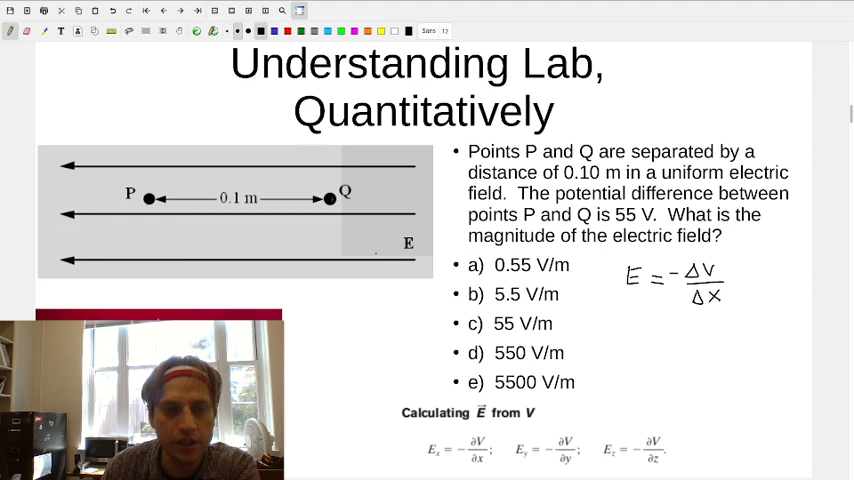 Sans 12
Understanding Lab,
Quantitatively
P
0.1 m
Q
E
• Points P and Q are separated by a
distance of 0.10 m in a uniform electric
field. The potential difference between
points P and Q is 55 V. What is the
magnitude of the electric field?
• a) 0.55 V/m
• b) 5.5 V/m
• c) 55 V/m
• d) 550 V/m
• e) 5500 V/m
E = - ΔV / ΔX
Calculating E⃗ from V
Eₓ = -∂V/∂x; Eᵧ = -∂V/∂y; E_z = -∂V/∂z.